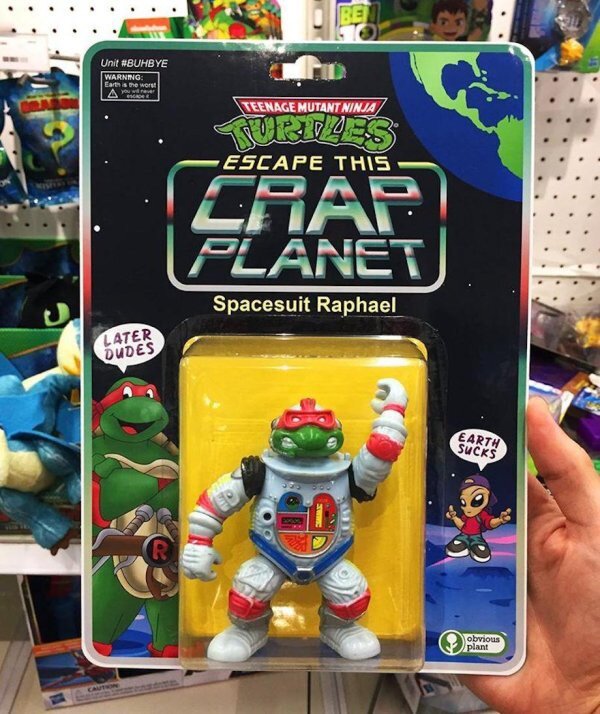 BEN
Unit #BUHBYE
WARNING:
Earth is the worst
you will never
escape it
TEENAGE MUTANT NINJA
TURTLES
ESCAPE THIS
CRAP
PLANET
Spacesuit Raphael
LATER
DUDES
EARTH
SUCKS
R
obvious
plant
CAUTION: